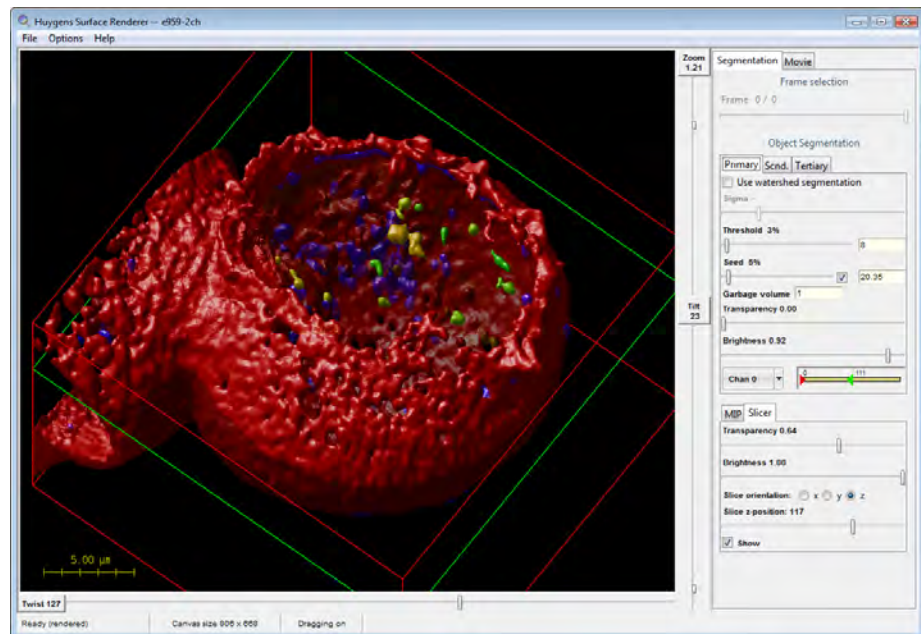 Huygens Surface Renderer -- e959-2ch
File Options Help
Zoom
1.21
Segmentation Movie
Frame selection
Frame 0 / 0
Object Segmentation
Primary Scnd. Tertiary
Use watershed segmentation
Sigma --
Threshold 3%
8
Seed 5%
20.35
Garbage volume 1
Transparency 0.00
Tilt
23
Brightness 0.92
Chan 0
0 111
MIP Slicer
Transparency 0.64
Brightness 1.00
Slice orientation: x y z
Slice z-position: 117
Show
5.00 µm
Twist 127
Ready (rendered) Canvas size 906 x 669 Dragging on